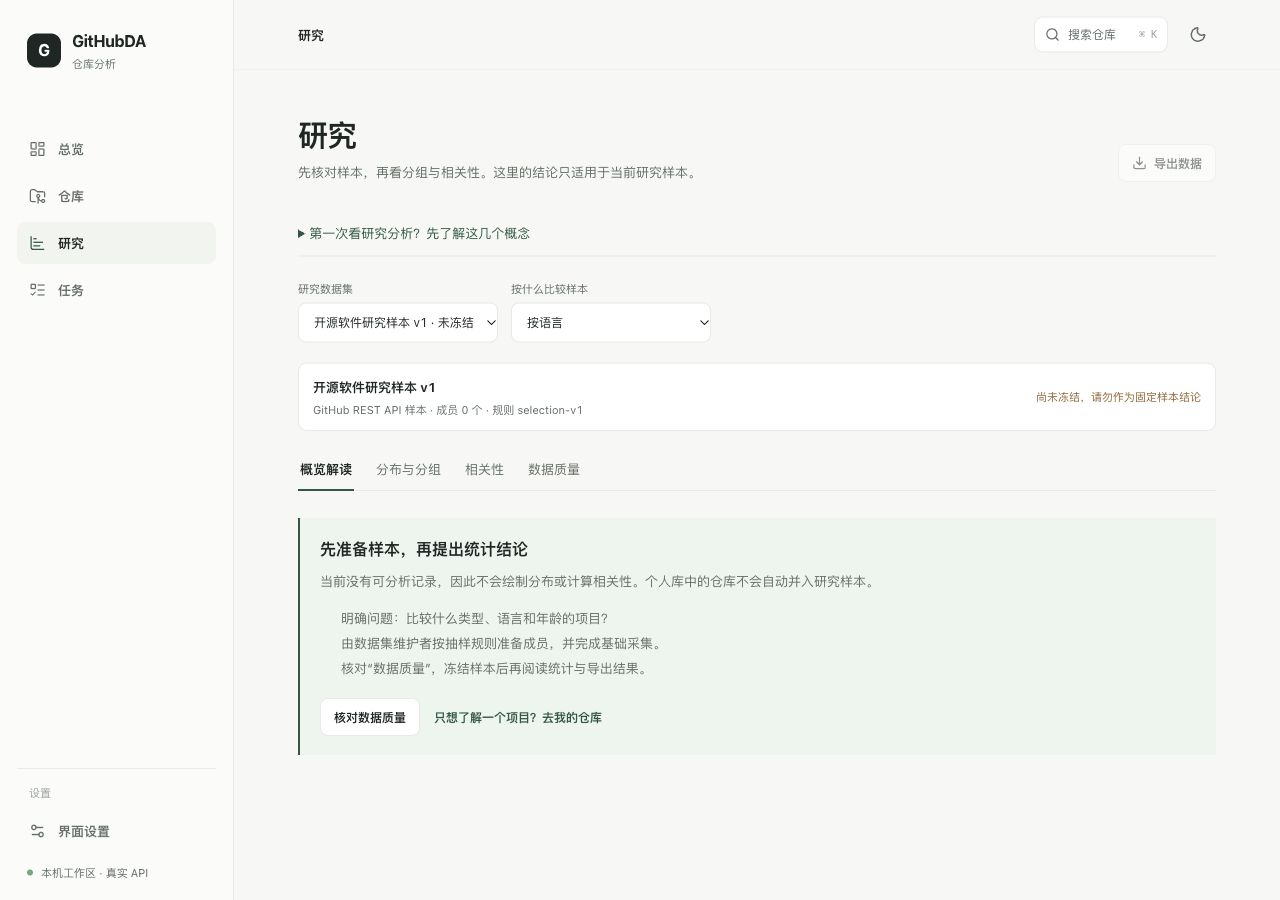 G
GitHubDA
仓库分析
总览
仓库
研究
任务
设置
界面设置
本机工作区 · 真实 API
研究
搜索仓库 ⌘ K
研究
先核对样本，再看分组与相关性。这里的结论只适用于当前研究样本。
导出数据
第一次看研究分析？先了解这几个概念
研究数据集
按什么比较样本
开源软件研究样本 v1 · 未冻结
按语言
开源软件研究样本 v1
GitHub REST API 样本 · 成员 0 个 · 规则 selection-v1
尚未冻结，请勿作为固定样本结论
概览解读
分布与分组
相关性
数据质量
先准备样本，再提出统计结论
当前没有可分析记录，因此不会绘制分布或计算相关性。个人库中的仓库不会自动并入研究样本。
明确问题：比较什么类型、语言和年龄的项目？
由数据集维护者按抽样规则准备成员，并完成基础采集。
核对“数据质量”，冻结样本后再阅读统计与导出结果。
核对数据质量
只想了解一个项目？去我的仓库